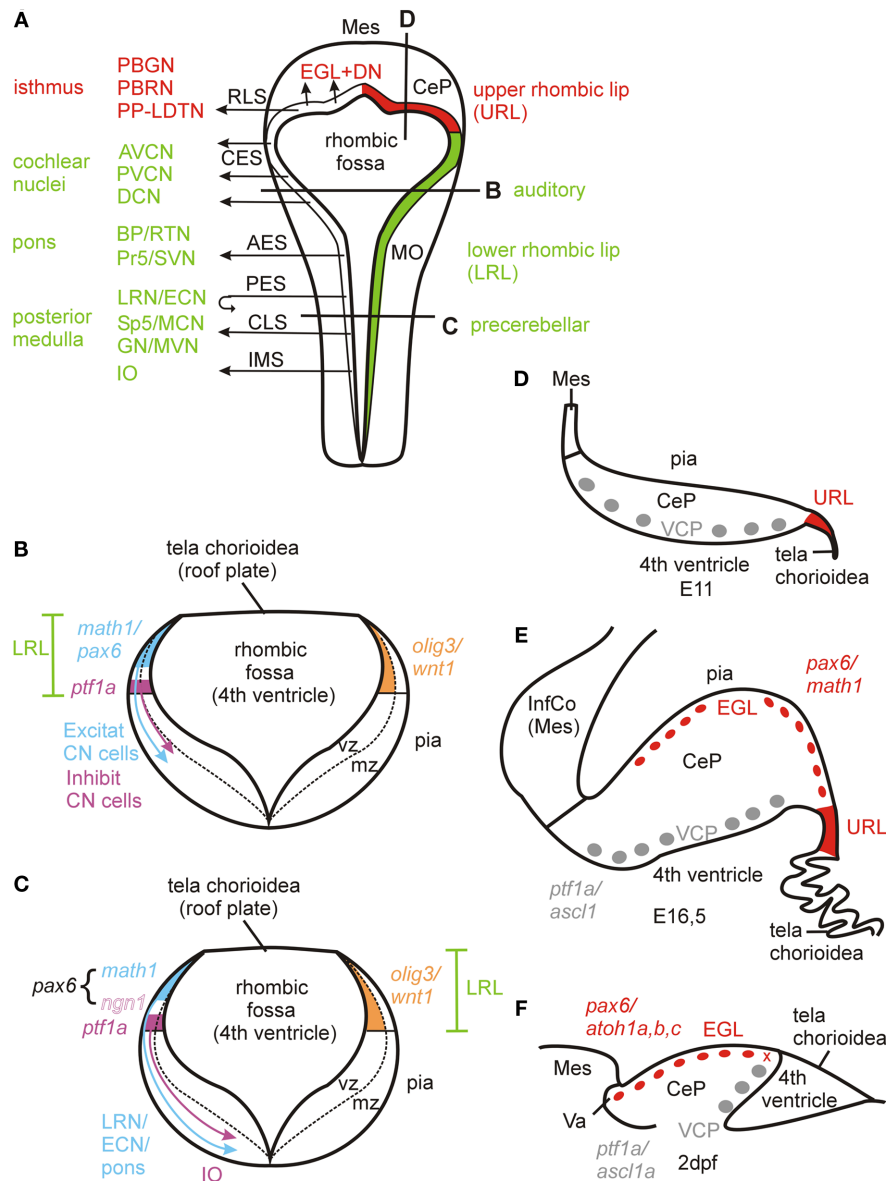 A
Mes
D
EGL+DN
CeP
isthmus
PBGN
PBRN
PP-LDTN
RLS
upper rhombic lip
(URL)
rhombic
fossa
cochlear
nuclei
AVCN
PVCN
DCN
CES
B
auditory
pons
BP/RTN
Pr5/SVN
AES
MO
lower rhombic lip
(LRL)
posterior
medulla
LRN/ECN
Sp5/MCN
GN/MVN
IO
PES
CLS
IMS
C
precerebellar
D
Mes
pia
CeP
URL
VCP
4th ventricle
E11
tela
chorioidea
B
tela chorioidea
(roof plate)
LRL
math1/
pax6
ptf1a
rhombic
fossa
(4th ventricle)
olig3/
wnt1
Excitat
CN cells
Inhibit
CN cells
vz
mz
pia
E
InfCo
(Mes)
pia
pax6/
math1
EGL
CeP
URL
VCP
4th ventricle
ptf1a/
ascl1
E16,5
tela
chorioidea
C
tela chorioidea
(roof plate)
pax6
math1
ngn1
ptf1a
rhombic
fossa
(4th ventricle)
olig3/
wnt1
LRL
vz
mz
pia
LRN/
ECN/
pons
IO
F
pax6/
atoh1a,b,c
EGL
tela
chorioidea
x
Mes
CeP
4th
ventricle
Va
VCP
ptf1a/
ascl1a
2dpf